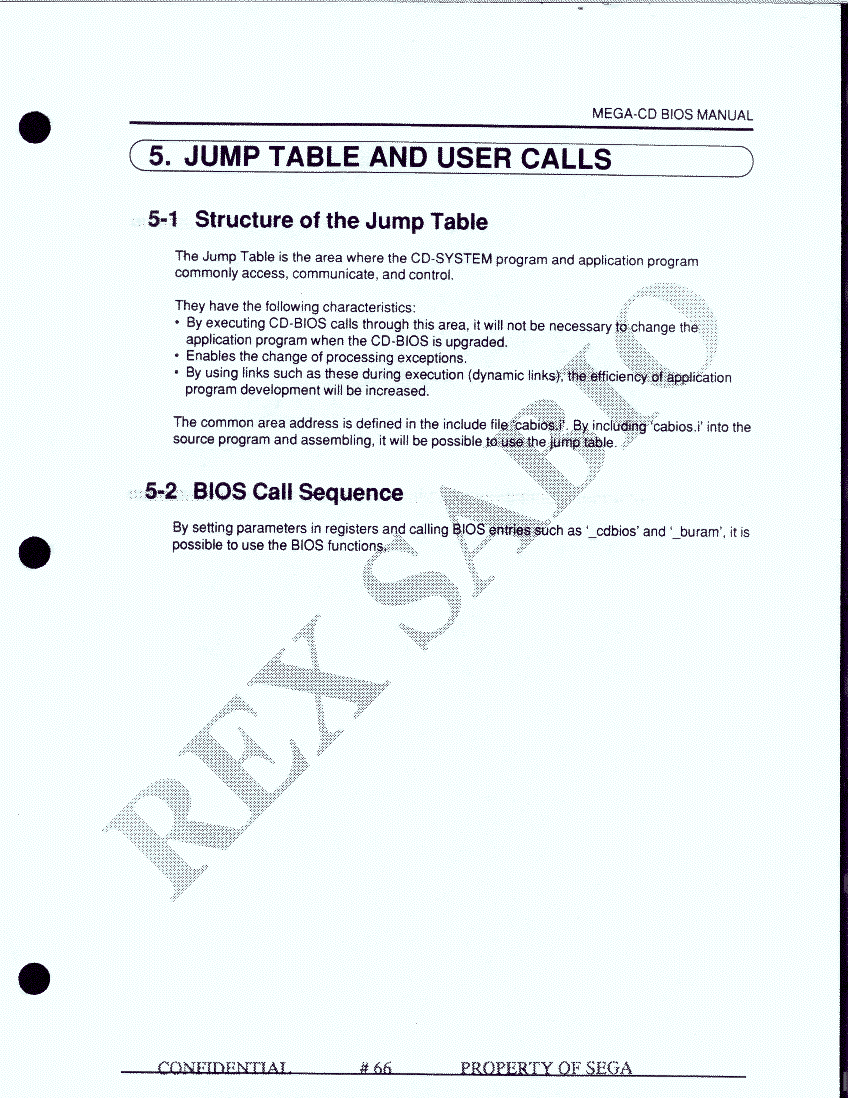 MEGA-CD BIOS MANUAL
5. JUMP TABLE AND USER CALLS
5-1 Structure of the Jump Table
The Jump Table is the area where the CD-SYSTEM program and application program
commonly access, communicate, and control.
They have the following characteristics:
• By executing CD-BIOS calls through this area, it will not be necessary to change the
application program when the CD-BIOS is upgraded.
• Enables the change of processing exceptions.
• By using links such as these during execution (dynamic links), the efficiency of application
program development will be increased.
The common area address is defined in the include file 'cabios.i'. By including 'cabios.i' into the
source program and assembling, it will be possible to use the jump table.
5-2 BIOS Call Sequence
By setting parameters in registers and calling BIOS entries such as '_cdbios' and '_buram', it is
possible to use the BIOS functions.
REX SABIO
CONFIDENTIAL # 66 PROPERTY OF SEGA